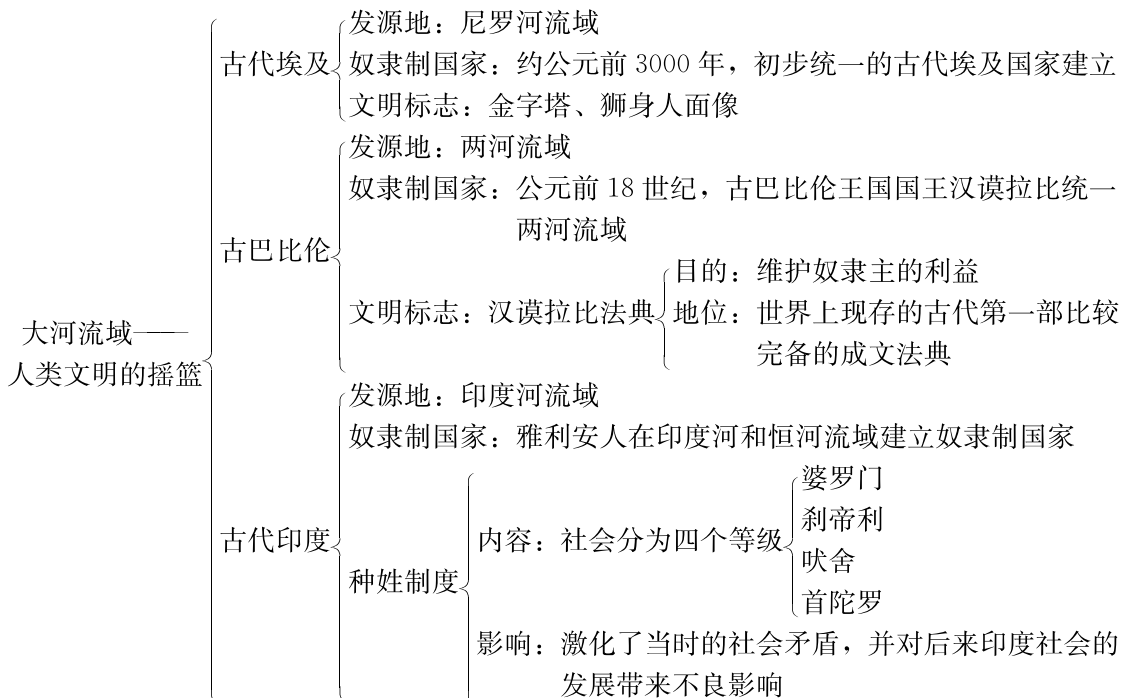 大河流域——
人类文明的摇篮
古代埃及
发源地：尼罗河流域
奴隶制国家：约公元前 3000 年，初步统一的古代埃及国家建立
文明标志：金字塔、狮身人面像
古巴比伦
发源地：两河流域
奴隶制国家：公元前 18 世纪，古巴比伦王国国王汉谟拉比统一
两河流域
文明标志：汉谟拉比法典
目的：维护奴隶主的利益
地位：世界上现存的古代第一部比较
完备的成文法典
古代印度
发源地：印度河流域
奴隶制国家：雅利安人在印度河和恒河流域建立奴隶制国家
种姓制度
内容：社会分为四个等级
婆罗门
刹帝利
吠舍
首陀罗
影响：激化了当时的社会矛盾，并对后来印度社会的
发展带来不良影响